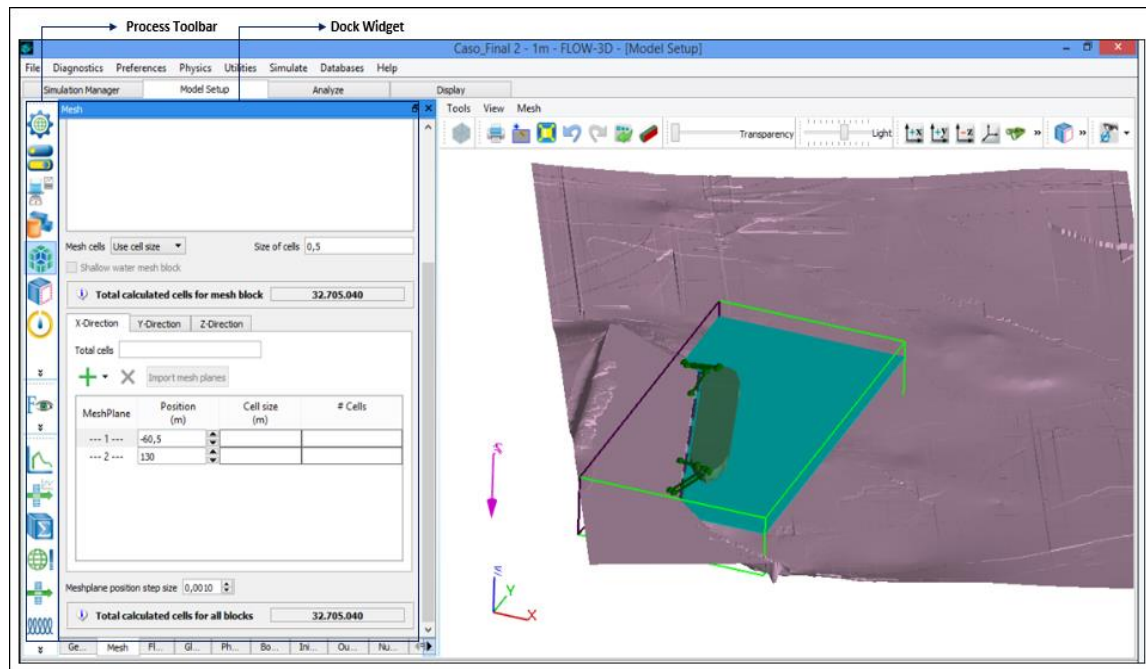 Process Toolbar
Dock Widget
Caso_Final 2 - 1m - FLOW-3D - [Model Setup]
File Diagnostics Preferences Physics Utilities Simulate Databases Help
Simulation Manager Model Setup Analyze Display
Mesh
Tools View Mesh
Transparency Light +x +y -z
Mesh cells Use cell size Size of cells 0,5
Shallow water mesh block
Total calculated cells for mesh block 32.705.040
X-Direction Y-Direction Z-Direction
Total cells
Import mesh planes
MeshPlane Position (m) Cell size (m) # Cells
--- 1 --- -60,5
--- 2 --- 130
Meshplane position step size 0,0010
Total calculated cells for all blocks 32.705.040
Ge... Mesh Fl... Gl... Ph... Bo... Ini... Ou... Nu...
Y
X